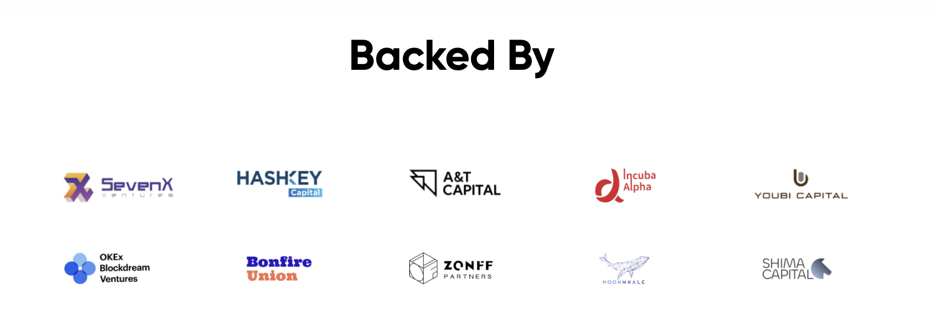 Backed By
SevenX
ventures
HASHKEY
Capital
A&T
CAPITAL
Incuba
Alpha
YOUBI CAPITAL
OKEx
Blockdream
Ventures
Bonfire
Union
ZONFF
PARTNERS
MOONWHALE
SHIMA
CAPITAL